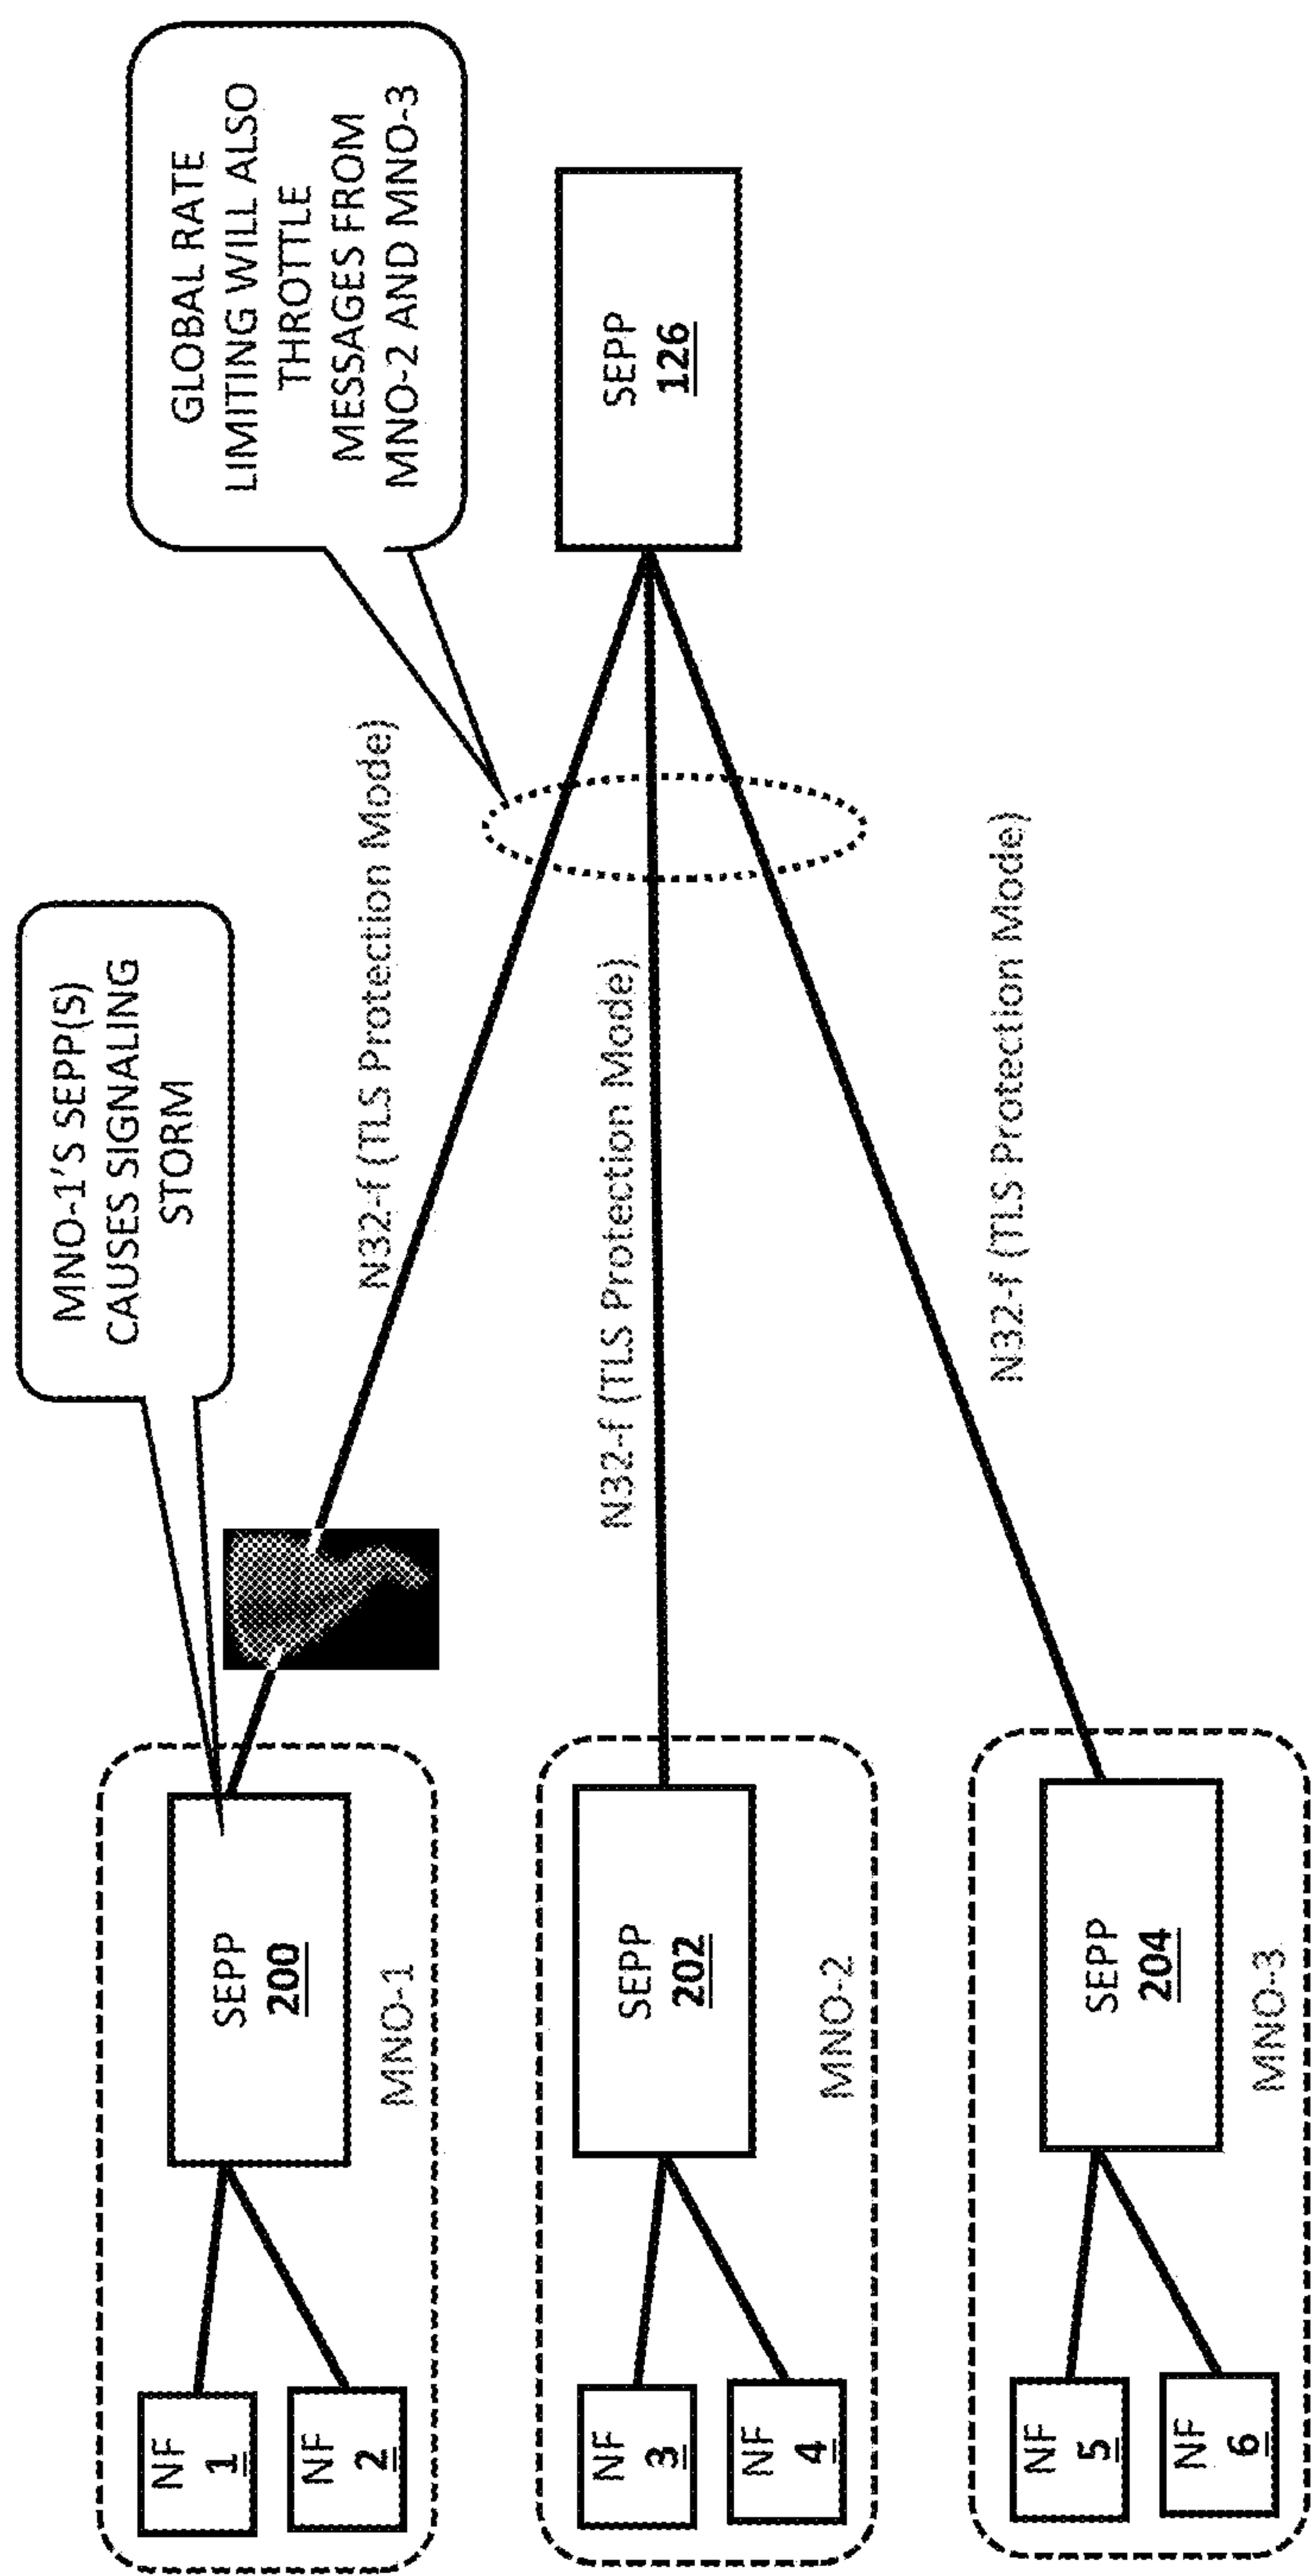 MNO-1'S SEPP(S)
CAUSES SIGNALING
STORM
GLOBAL RATE
LIMITING WILL ALSO
THROTTLE
MESSAGES FROM
MNO-2 AND MNO-3
NF
1
NF
2
SEPP
200
MNO-1
N32-f (TLS Protection Mode)
NF
3
NF
4
SEPP
202
MNO-2
N32-f (TLS Protection Mode)
SEPP
126
NF
5
NF
6
SEPP
204
MNO-3
N32-f (TLS Protection Mode)